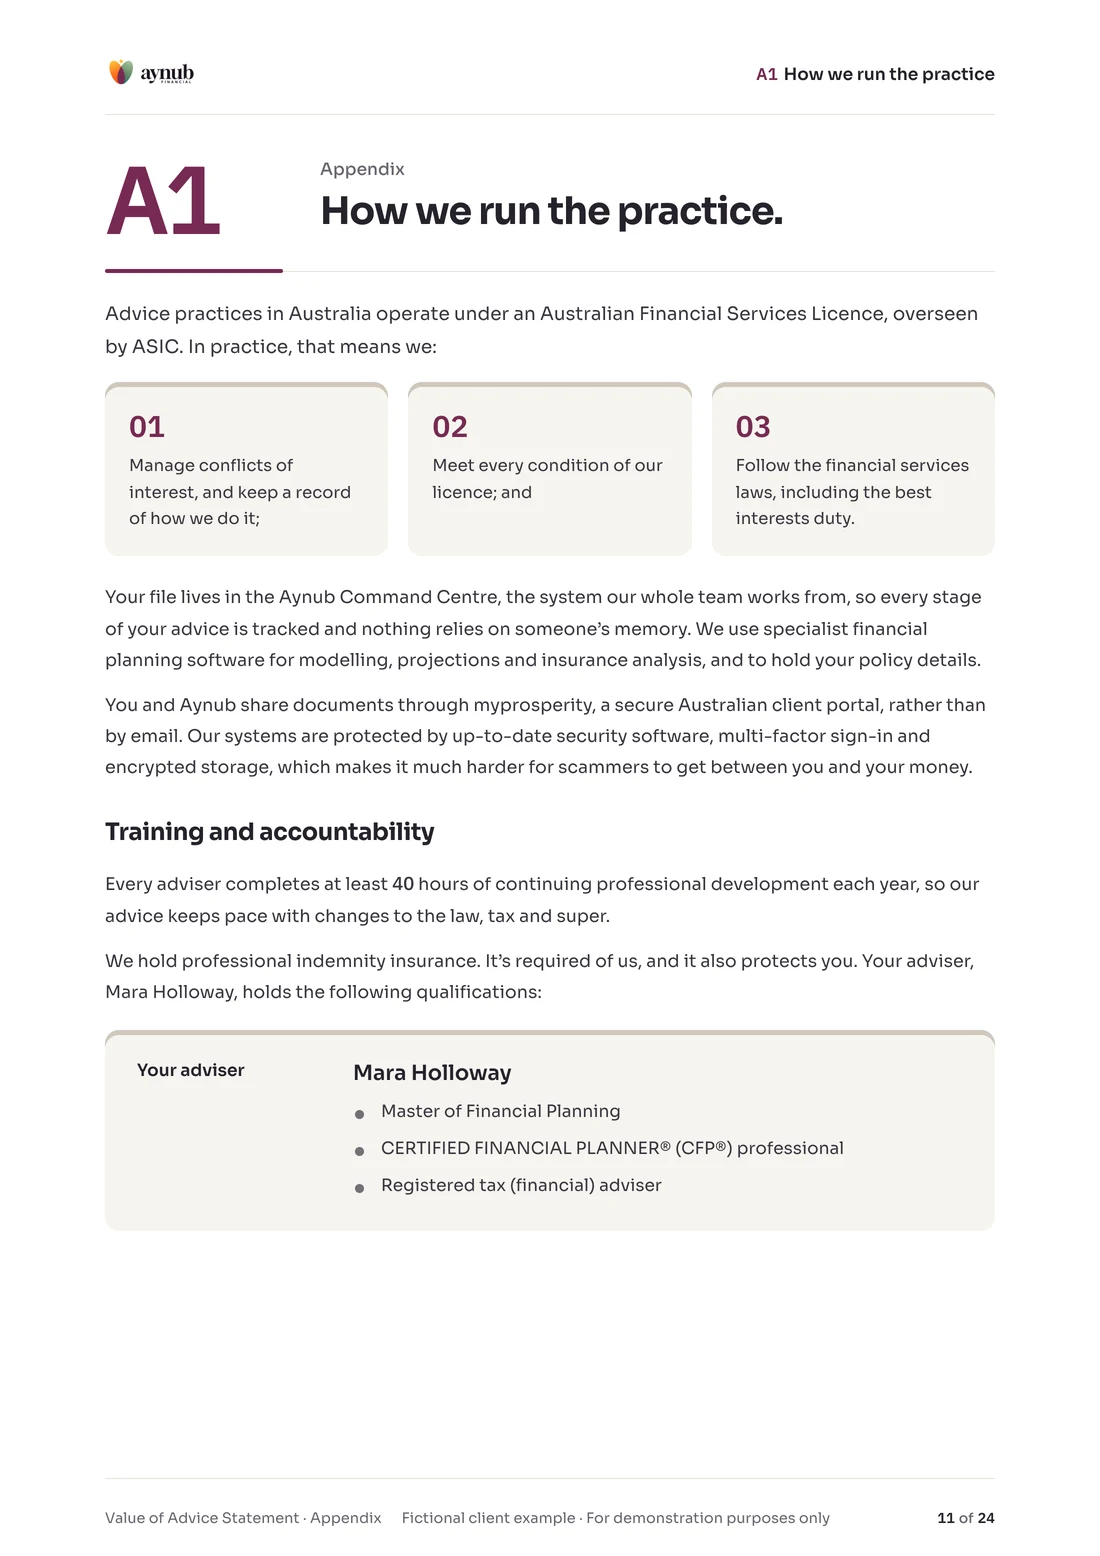 aynub
FINANCIAL
A1 How we run the practice
A1
Appendix
How we run the practice.
Advice practices in Australia operate under an Australian Financial Services Licence, overseen
by ASIC. In practice, that means we:
01
Manage conflicts of
interest, and keep a record
of how we do it;
02
Meet every condition of our
licence; and
03
Follow the financial services
laws, including the best
interests duty.
Your file lives in the Aynub Command Centre, the system our whole team works from, so every stage
of your advice is tracked and nothing relies on someone’s memory. We use specialist financial
planning software for modelling, projections and insurance analysis, and to hold your policy details.
You and Aynub share documents through myprosperity, a secure Australian client portal, rather than
by email. Our systems are protected by up-to-date security software, multi-factor sign-in and
encrypted storage, which makes it much harder for scammers to get between you and your money.
Training and accountability
Every adviser completes at least 40 hours of continuing professional development each year, so our
advice keeps pace with changes to the law, tax and super.
We hold professional indemnity insurance. It’s required of us, and it also protects you. Your adviser,
Mara Holloway, holds the following qualifications:
Your adviser
Mara Holloway
● Master of Financial Planning
● CERTIFIED FINANCIAL PLANNER® (CFP®) professional
● Registered tax (financial) adviser
Value of Advice Statement · Appendix Fictional client example · For demonstration purposes only 11 of 24